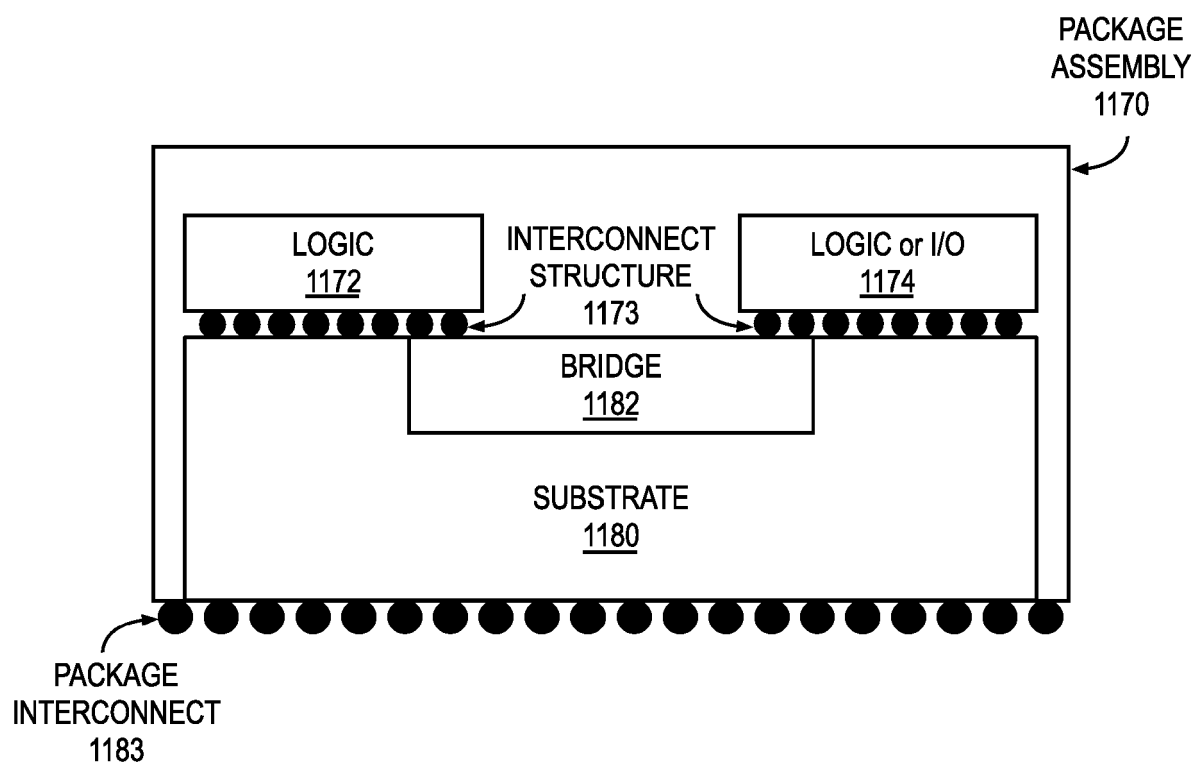 PACKAGE
ASSEMBLY
1170
LOGIC
1172
INTERCONNECT
STRUCTURE
1173
LOGIC or I/O
1174
BRIDGE
1182
SUBSTRATE
1180
PACKAGE
INTERCONNECT
1183